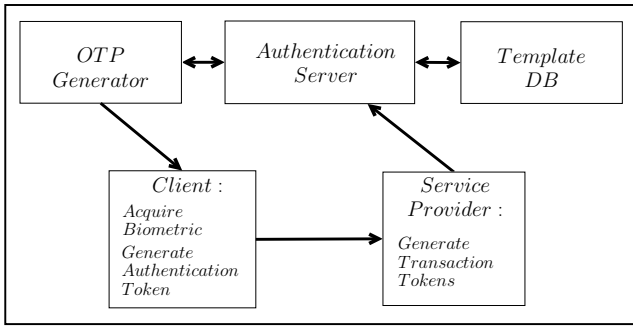 OTP
Generator
Authentication
Server
Template
DB
Client :
Acquire
Biometric
Generate
Authentication
Token
Service
Provider :
Generate
Transaction
Tokens